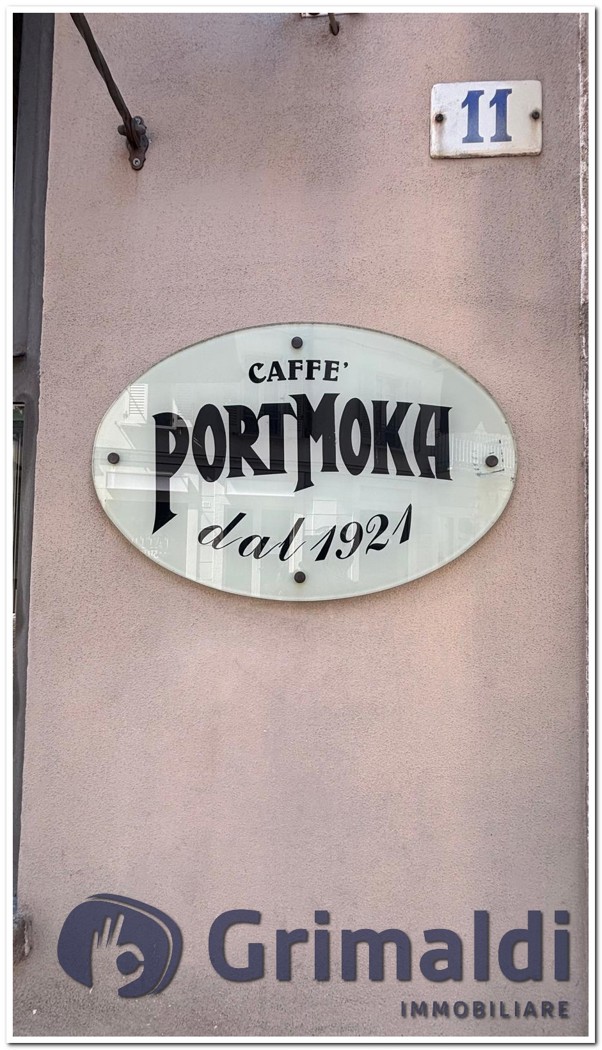 11
CAFFE'
PORTMOKA
dal 1921
Grimaldi
IMMOBILIARE